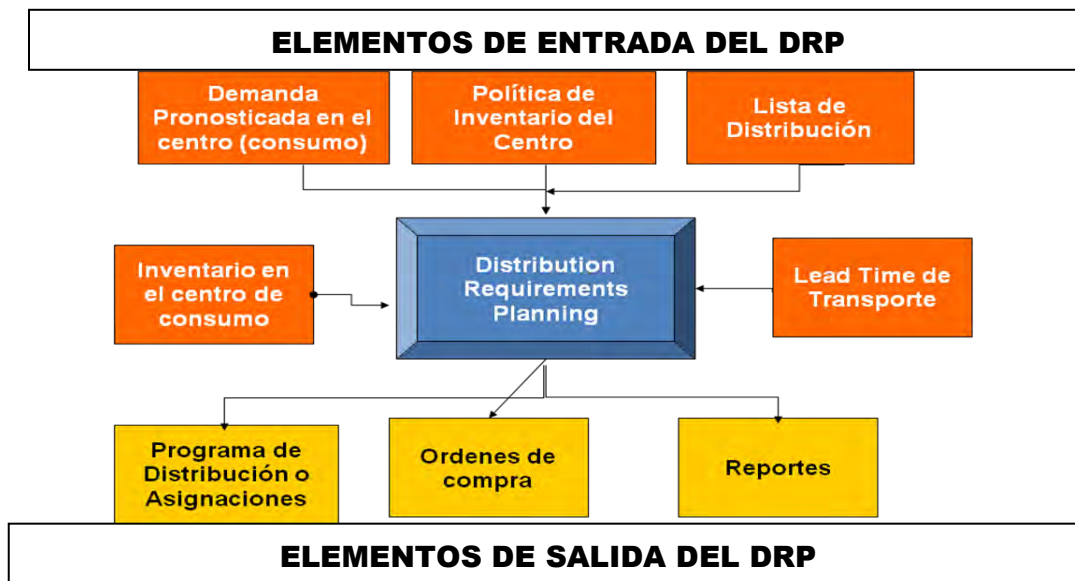 ELEMENTOS DE ENTRADA DEL DRP
Demanda
Pronosticada en el
centro (consumo)
Política de
Inventario del
Centro
Lista de
Distribución
Inventario en
el centro de
consumo
Distribution
Requirements
Planning
Lead Time de
Transporte
Programa de
Distribución o
Asignaciones
Ordenes de
compra
Reportes
ELEMENTOS DE SALIDA DEL DRP